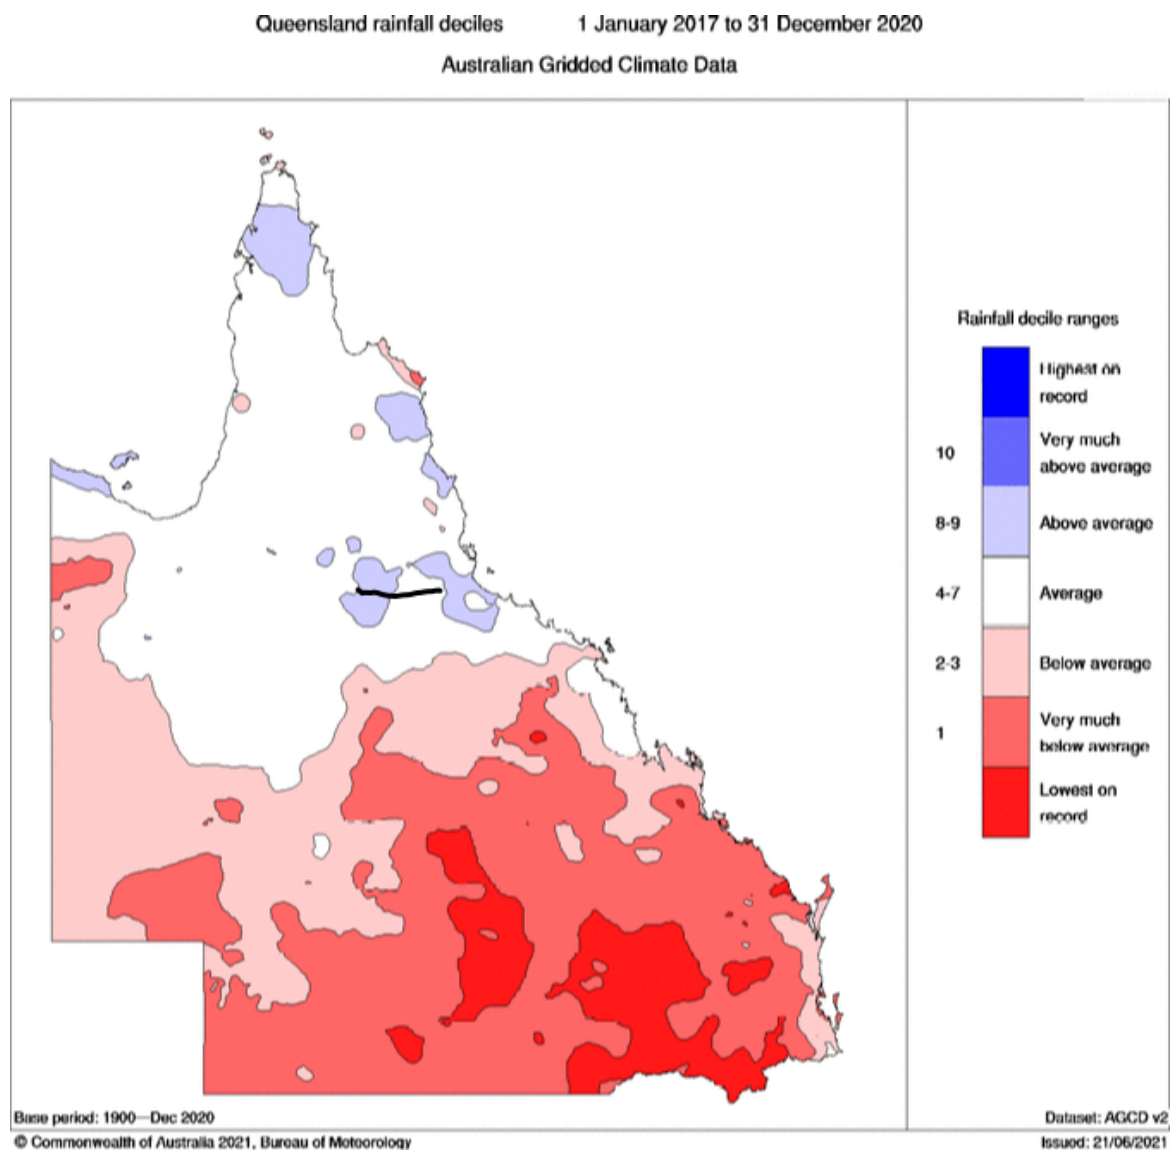 Queensland rainfall deciles 1 January 2017 to 31 December 2020
Australian Gridded Climate Data
Rainfall decile ranges
Highest on
record
10
Very much
above average
8-9
Above average
4-7
Average
2-3
Below average
1
Very much
below average
Lowest on
record
Base period: 1900—Dec 2020
Dataset: AGCD v2
© Commonwealth of Australia 2021, Bureau of Meteorology
Issued: 21/06/2021